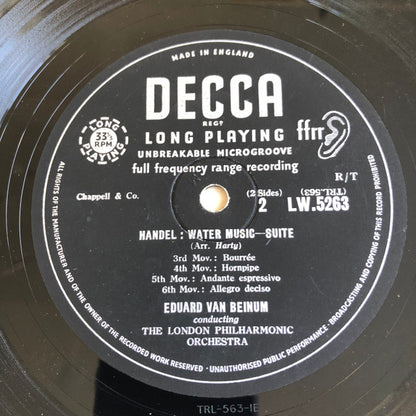 MADE IN ENGLAND
DECCA
REGD
LONG PLAYING
ffrr
UNBREAKABLE MICROGROOVE
full frequency range recording
LONG 33⅓ RPM PLAYING
R/T
Chappell & Co.
(2 Sides)
(TRL.563)
2 LW.5263
HANDEL : WATER MUSIC—SUITE
(Arr. Harty)
3rd Mov.: Bourrée
4th Mov.: Hornpipe
5th Mov.: Andante espressivo
6th Mov.: Allegro deciso
EDUARD VAN BEINUM
conducting
THE LONDON PHILHARMONIC
ORCHESTRA
ALL RIGHTS OF THE MANUFACTURER AND OF THE OWNER OF THE RECORDED WORK RESERVED · UNAUTHORISED PUBLIC PERFORMANCE · BROADCASTING AND COPYING OF THIS RECORD PROHIBITED
TRL-563-1E